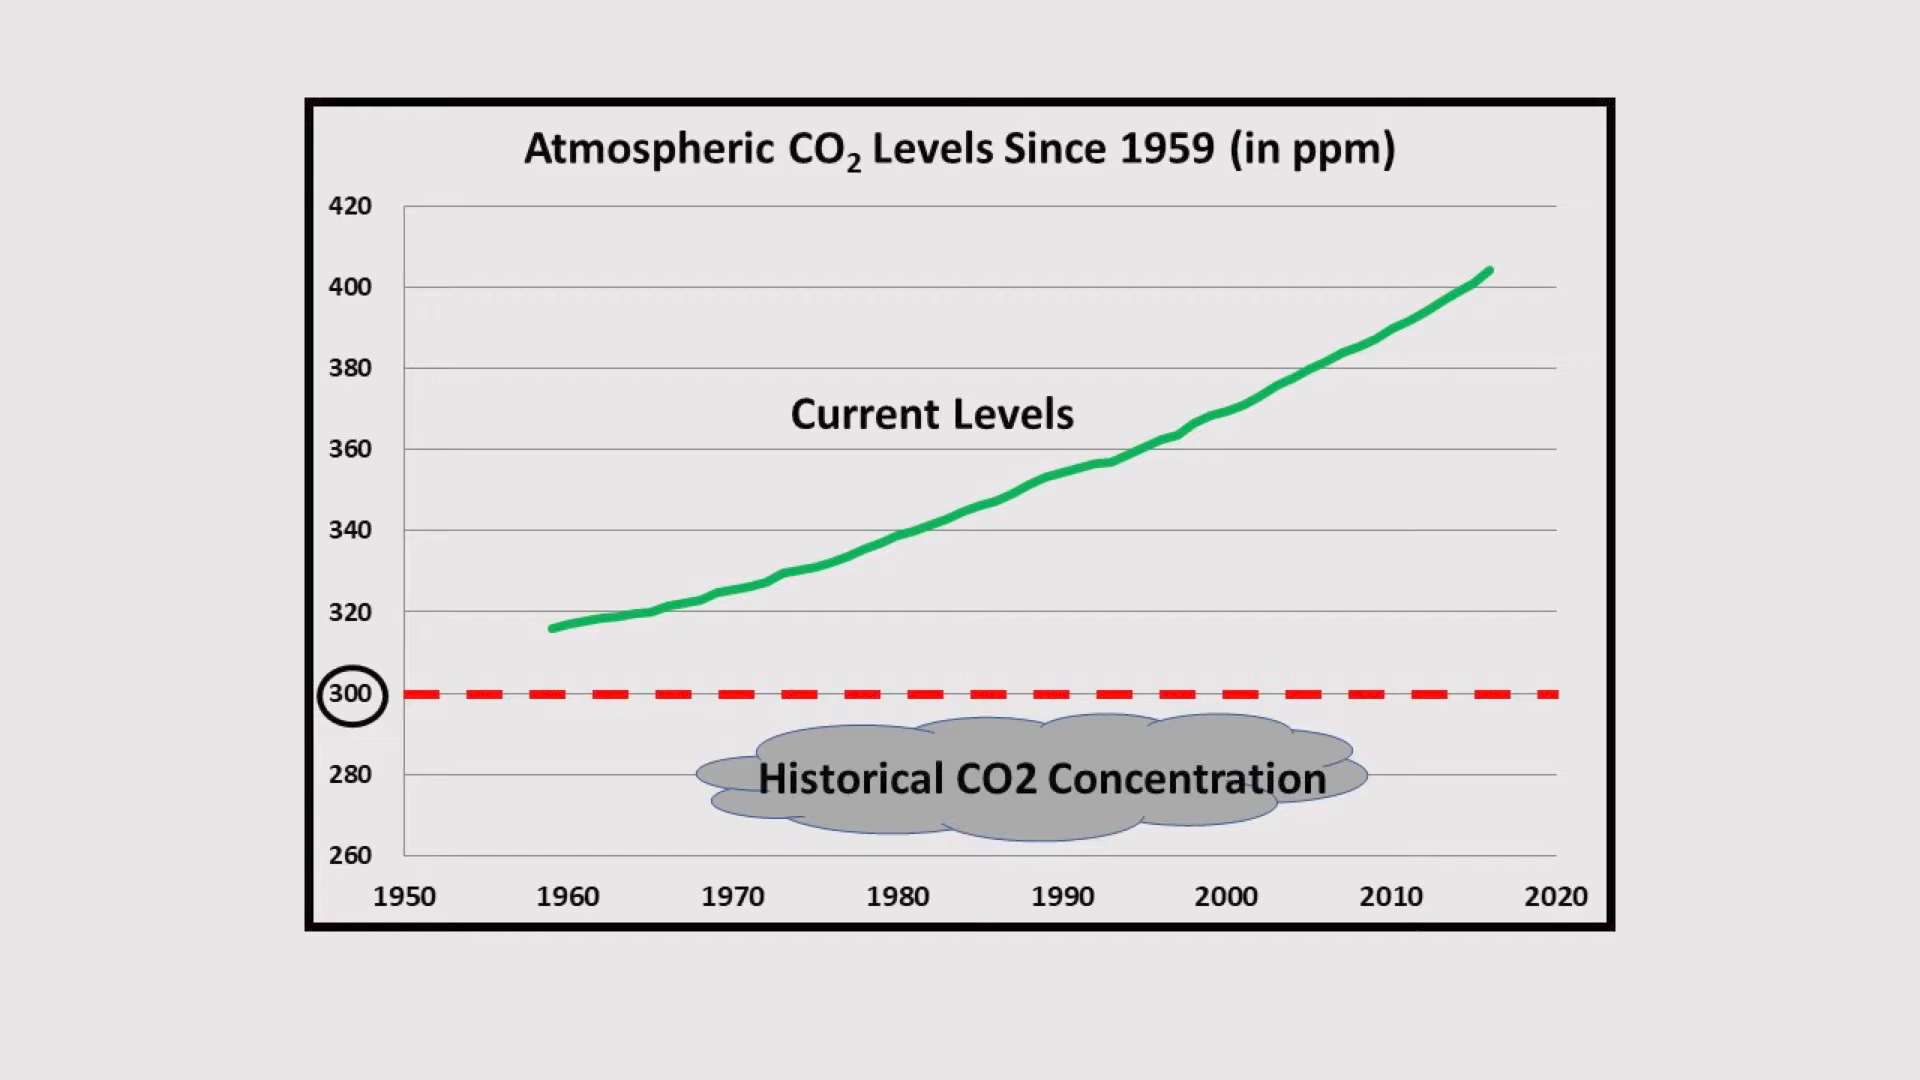 Atmospheric CO₂ Levels Since 1959 (in ppm)
420
400
380
Current Levels
360
340
320
300
280
Historical CO2 Concentration
260
1950 1960 1970 1980 1990 2000 2010 2020